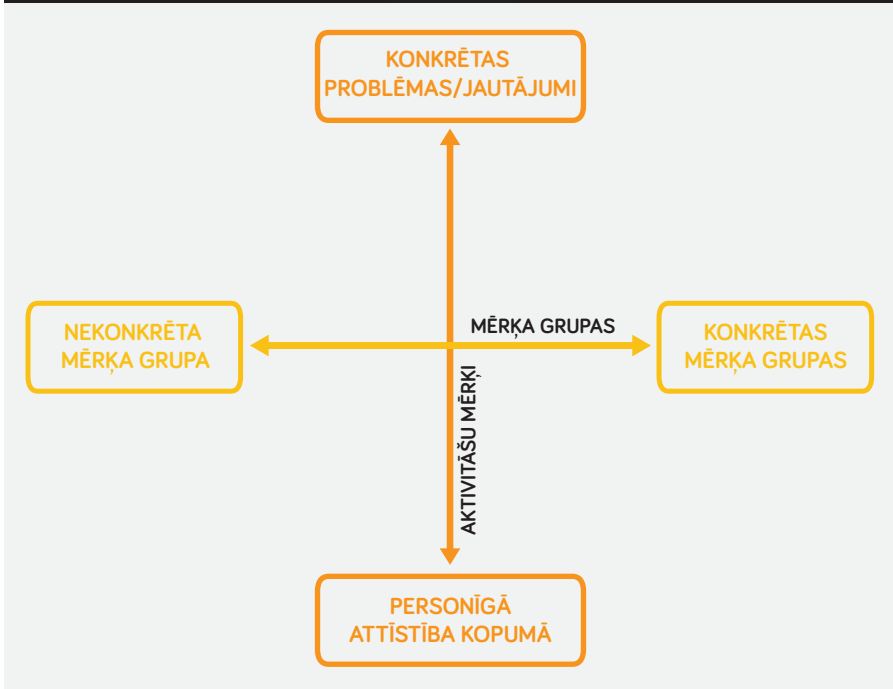 KONKRĒTAS
PROBLĒMAS/JAUTĀJUMI
MĒRĶA GRUPAS
NEKONKRĒTA
MĒRĶA GRUPA
KONKRĒTAS
MĒRĶA GRUPAS
AKTIVITĀŠU MĒRĶI
PERSONĪGĀ
ATTĪSTĪBA KOPUMĀ